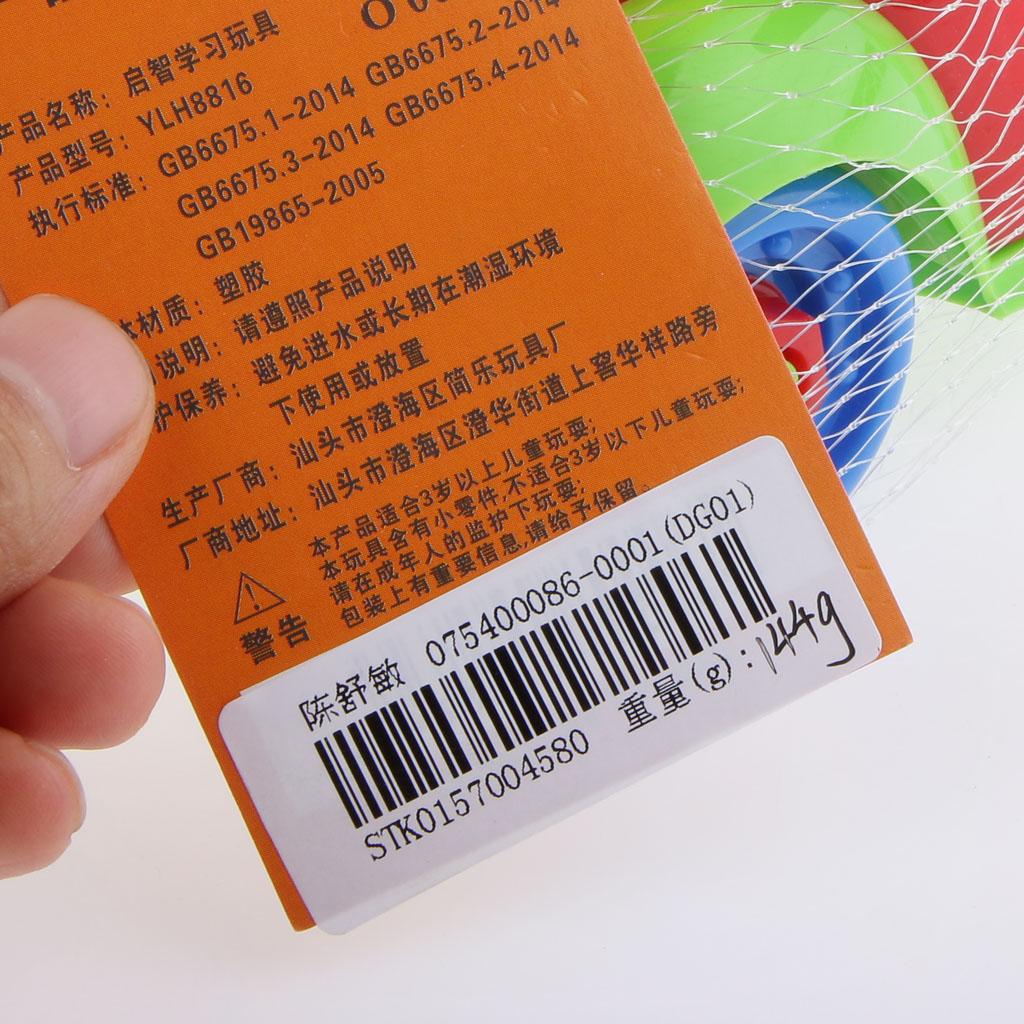 产品名称：启智学习玩具
产品型号：YLH8816
执行标准：GB6675.1-2014 GB6675.2-2014
GB6675.3-2014 GB6675.4-2014
GB19865-2005
材质：塑胶
说明：请遵照产品说明
护保养：避免进水或长期在潮湿环境
下使用或放置
生产厂商：汕头市澄海区简乐玩具厂
厂商地址：汕头市澄海区澄华街道上窖华祥路旁
本产品适合3岁以上儿童玩耍;
本玩具含有小零件,不适合3岁以下儿童玩耍;
请在成年人的监护下玩耍;
包装上有重要信息,请给予保留。
警告
陈舒敏 075400086-0001(DG01)
STK0157004580 重量(g):144g